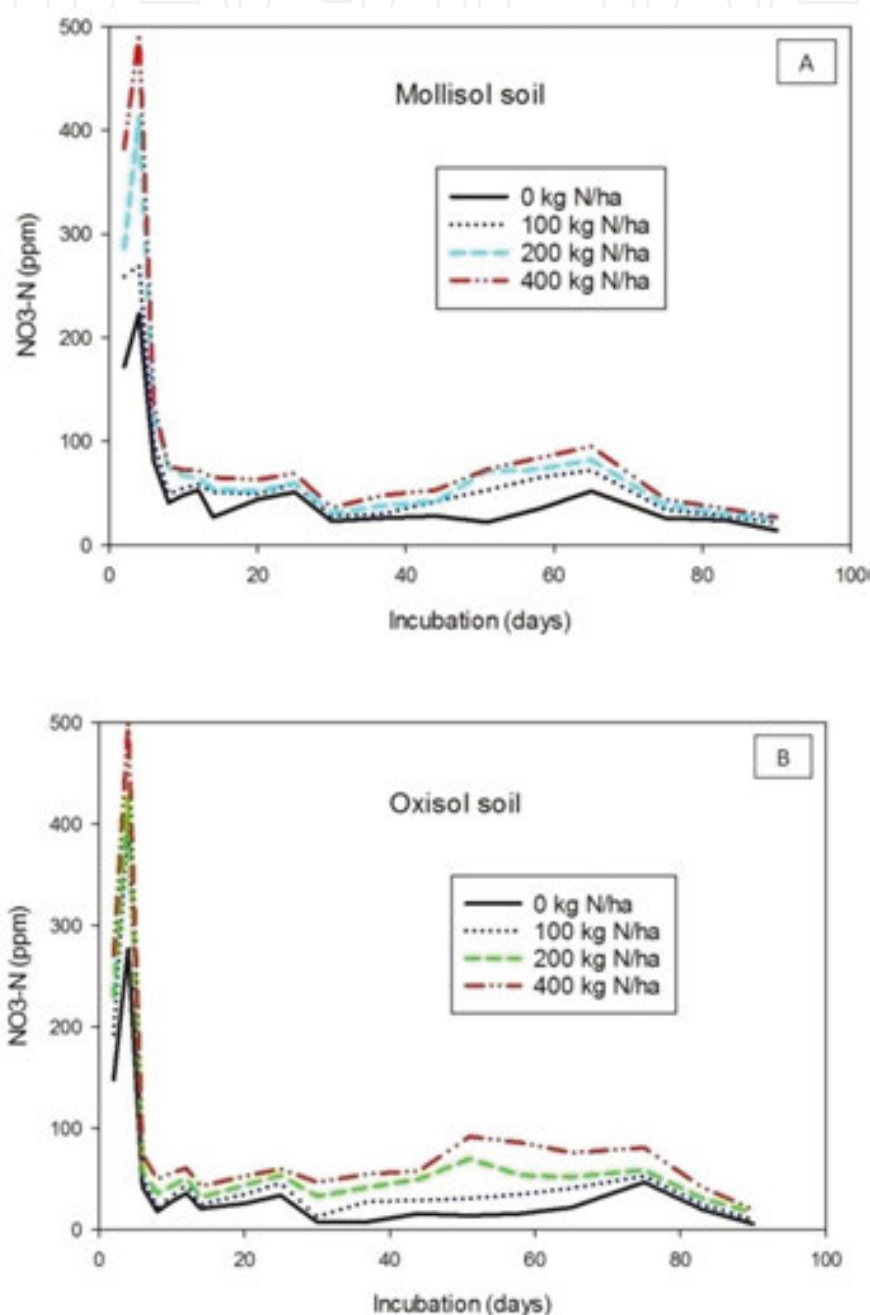 500
A
Mollisol soil
400
0 kg N/ha
100 kg N/ha
200 kg N/ha
400 kg N/ha
300
NO3-N (ppm)
200
100
0
0 20 40 60 80 100
Incubation (days)
500
B
Oxisol soil
400
0 kg N/ha
100 kg N/ha
200 kg N/ha
400 kg N/ha
300
NO3-N (ppm)
200
100
0
0 20 40 60 80 100
Incubation (days)